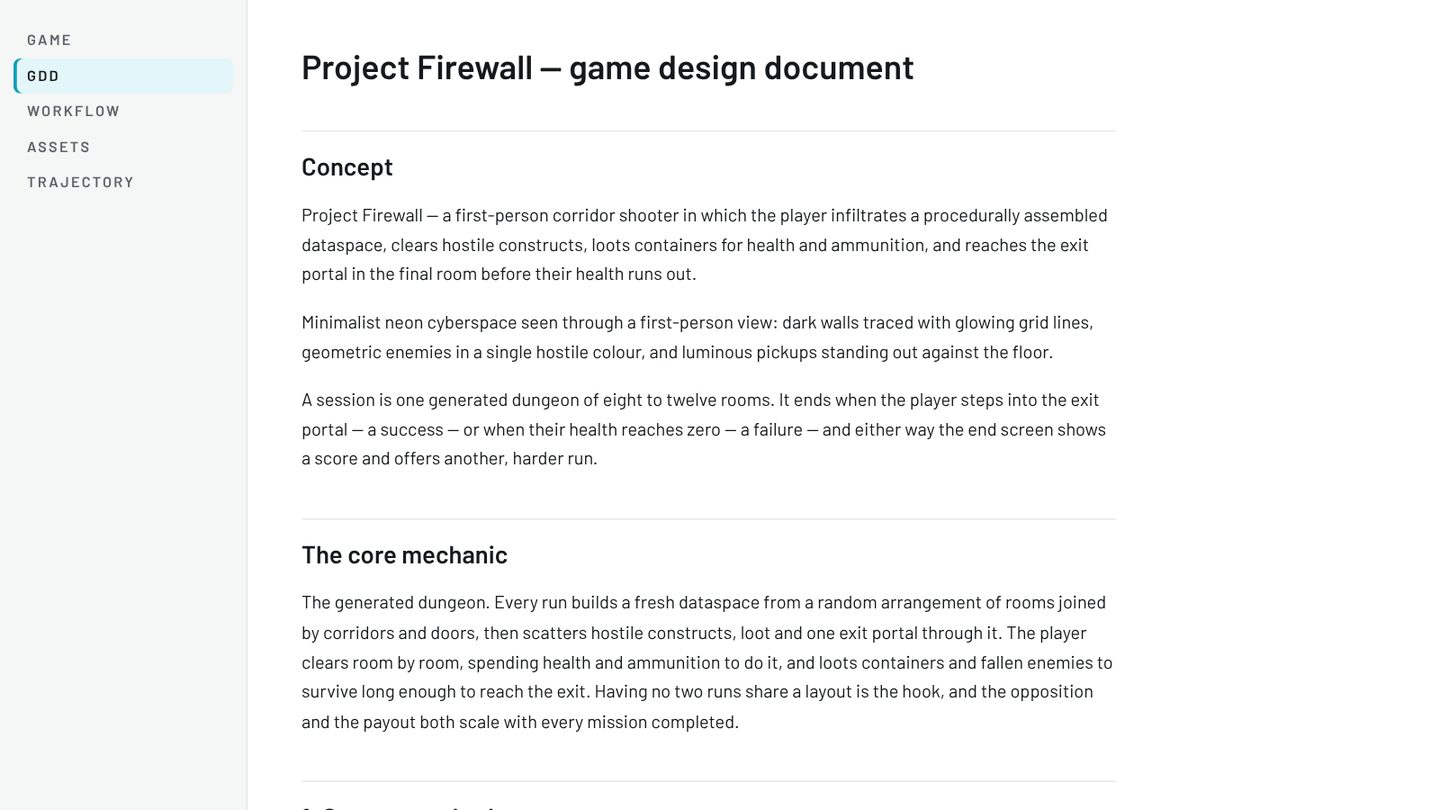 GAME
GDD
WORKFLOW
ASSETS
TRAJECTORY
Project Firewall — game design document
Concept
Project Firewall — a first-person corridor shooter in which the player infiltrates a procedurally assembled
dataspace, clears hostile constructs, loots containers for health and ammunition, and reaches the exit
portal in the final room before their health runs out.
Minimalist neon cyberspace seen through a first-person view: dark walls traced with glowing grid lines,
geometric enemies in a single hostile colour, and luminous pickups standing out against the floor.
A session is one generated dungeon of eight to twelve rooms. It ends when the player steps into the exit
portal — a success — or when their health reaches zero — a failure — and either way the end screen shows
a score and offers another, harder run.
The core mechanic
The generated dungeon. Every run builds a fresh dataspace from a random arrangement of rooms joined
by corridors and doors, then scatters hostile constructs, loot and one exit portal through it. The player
clears room by room, spending health and ammunition to do it, and loots containers and fallen enemies to
survive long enough to reach the exit. Having no two runs share a layout is the hook, and the opposition
and the payout both scale with every mission completed.